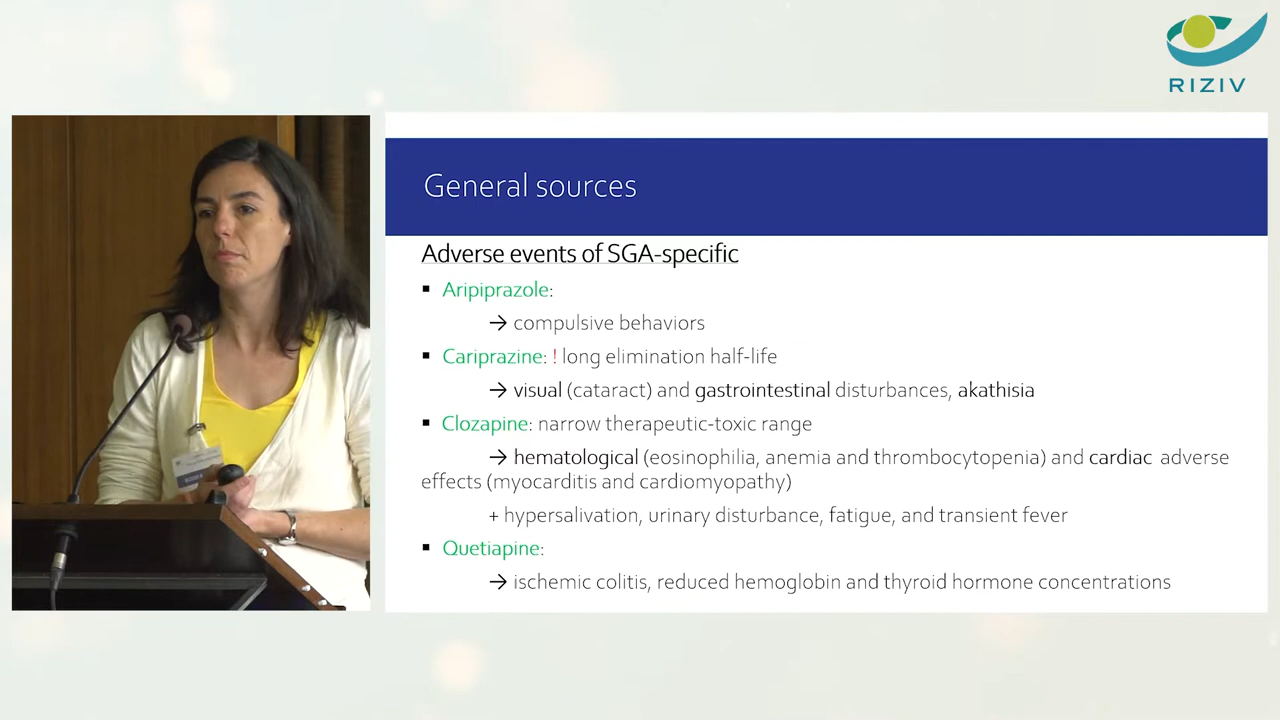 RIZIV
General sources
Adverse events of SGA-specific
▪ Aripiprazole:
→ compulsive behaviors
▪ Cariprazine: ! long elimination half-life
→ visual (cataract) and gastrointestinal disturbances, akathisia
▪ Clozapine: narrow therapeutic-toxic range
→ hematological (eosinophilia, anemia and thrombocytopenia) and cardiac adverse
effects (myocarditis and cardiomyopathy)
+ hypersalivation, urinary disturbance, fatigue, and transient fever
▪ Quetiapine:
→ ischemic colitis, reduced hemoglobin and thyroid hormone concentrations